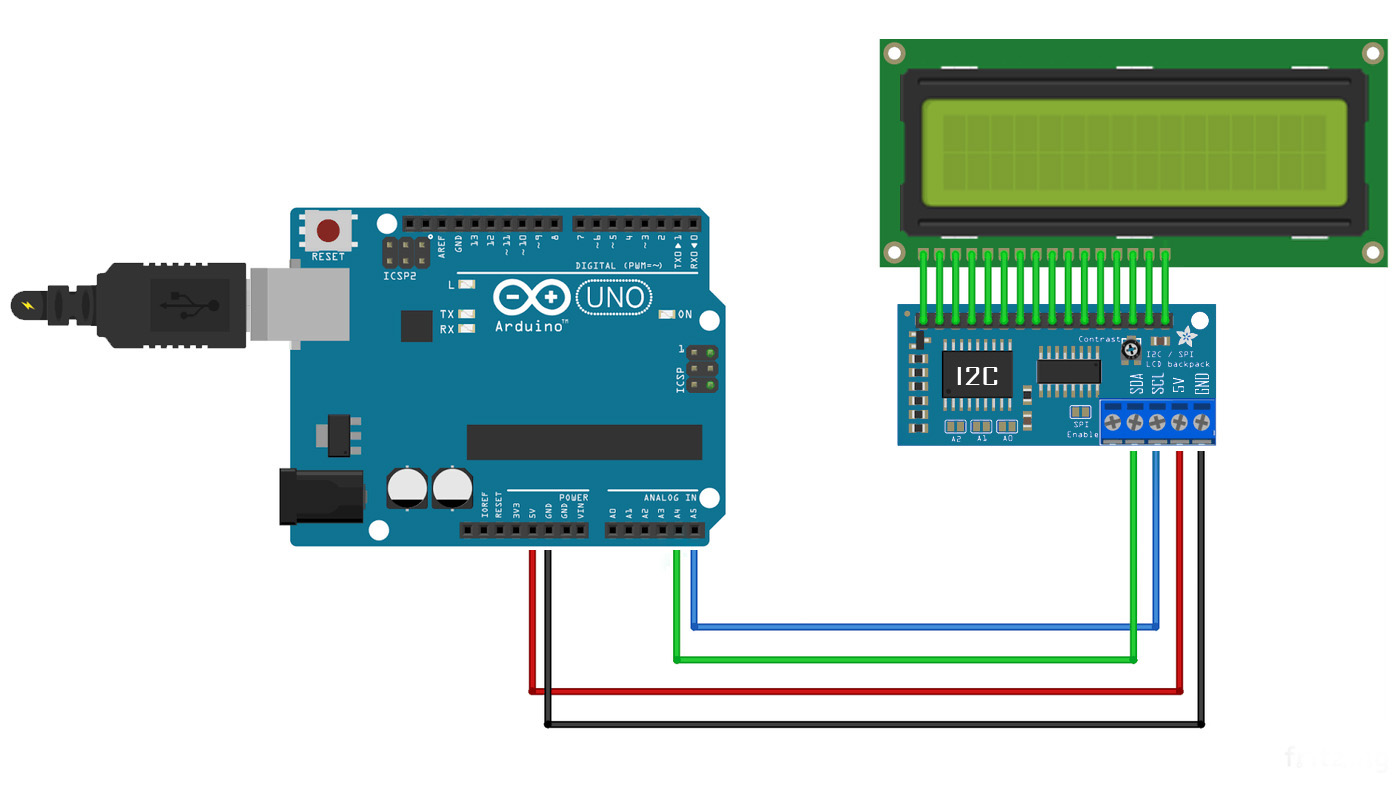 RESET
ICSP2
AREF
GND
13
12
~11
~10
~9
8
7
~6
~5
4
~3
2
TXD▲1
RXD▼0
DIGITAL (PWM=~)
L
TX
RX
Arduino™
UNO
ON
1
ICSP
IOREF
RESET
3V3
5V
GND
GND
VIN
POWER
A0
A1
A2
A3
A4
A5
ANALOG IN
Contrast
I2C / SPI
LCD backpack
I2C
SDA
SCL
5V
GND
A2
A1
A0
SPI
Enable